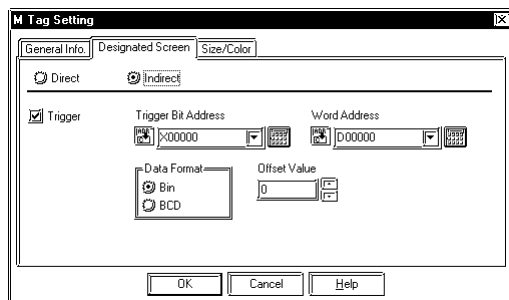 M Tag Setting
General Info. Designated Screen Size/Color
Direct Indirect
Trigger Trigger Bit Address Word Address
X00000 D00000
Data Format Offset Value
Bin 0
BCD
OK Cancel Help